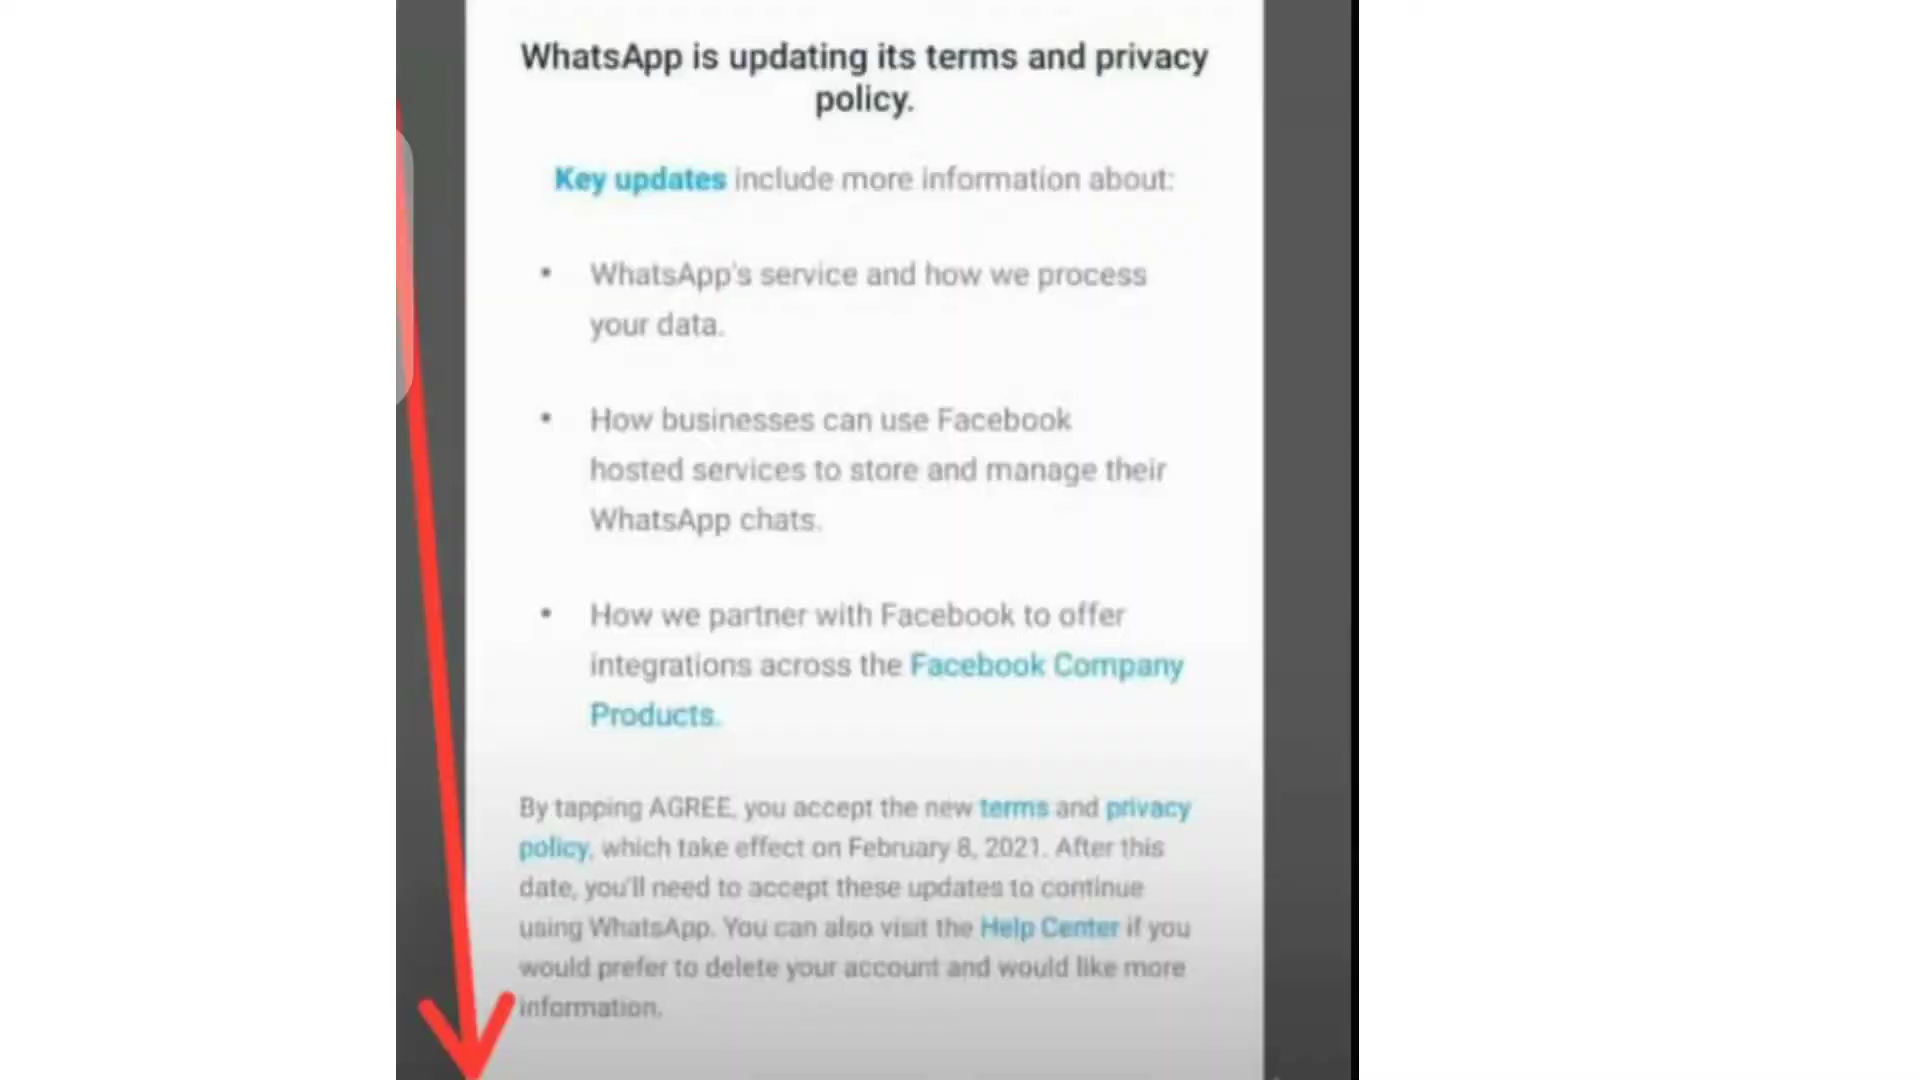 WhatsApp is updating its terms and privacy
policy.
Key updates include more information about:
• WhatsApp's service and how we process
your data.
• How businesses can use Facebook
hosted services to store and manage their
WhatsApp chats.
• How we partner with Facebook to offer
integrations across the Facebook Company
Products.
By tapping AGREE, you accept the new terms and privacy
policy, which take effect on February 8, 2021. After this
date, you'll need to accept these updates to continue
using WhatsApp. You can also visit the Help Center if you
would prefer to delete your account and would like more
information.